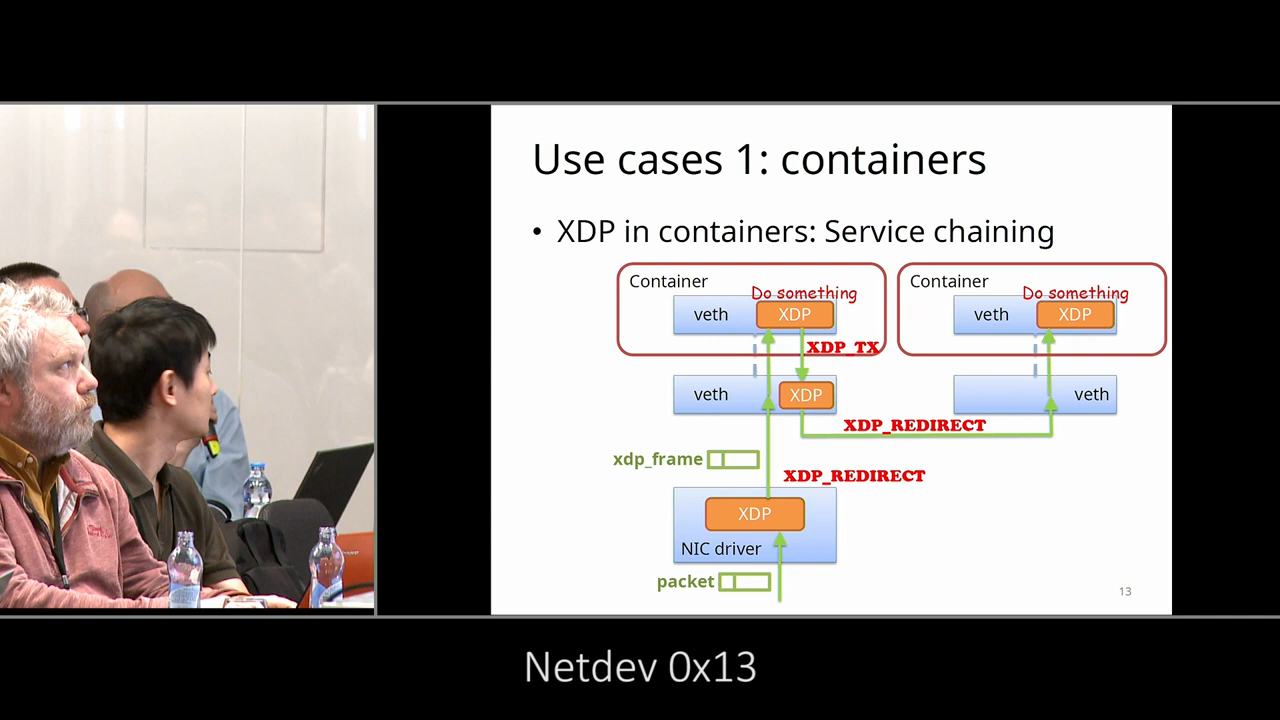 Use cases 1: containers
• XDP in containers: Service chaining
Container
Do something
veth
XDP
XDP_TX
veth
XDP
Container
Do something
veth
XDP
veth
XDP_REDIRECT
xdp_frame
XDP_REDIRECT
XDP
NIC driver
packet
13
Netdev 0x13